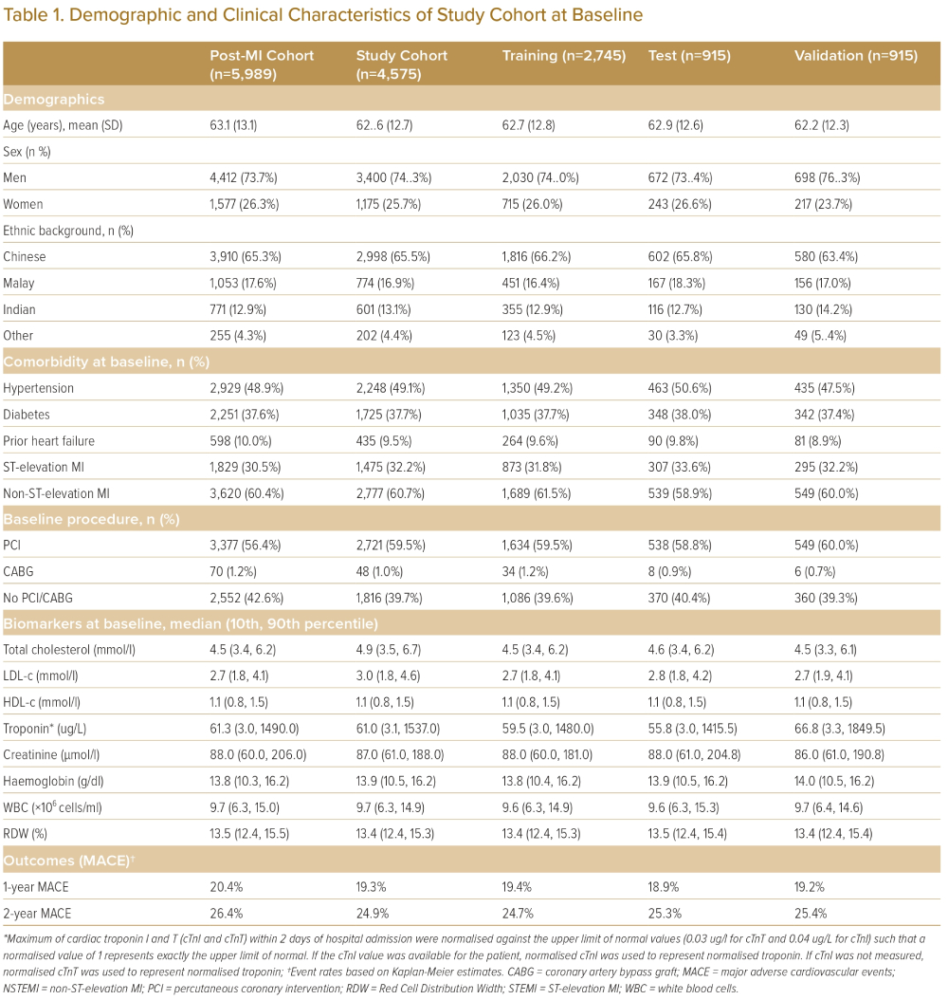 Table 1. Demographic and Clinical Characteristics of Study Cohort at Baseline
Post-MI Cohort (n=5,989) Study Cohort (n=4,575) Training (n=2,745) Test (n=915) Validation (n=915)
Demographics
Age (years), mean (SD) 63.1 (13.1) 62..6 (12.7) 62.7 (12.8) 62.9 (12.6) 62.2 (12.3)
Sex (n %)
Men 4,412 (73.7%) 3,400 (74..3%) 2,030 (74..0%) 672 (73..4%) 698 (76..3%)
Women 1,577 (26.3%) 1,175 (25.7%) 715 (26.0%) 243 (26.6%) 217 (23.7%)
Ethnic background, n (%)
Chinese 3,910 (65.3%) 2,998 (65.5%) 1,816 (66.2%) 602 (65.8%) 580 (63.4%)
Malay 1,053 (17.6%) 774 (16.9%) 451 (16.4%) 167 (18.3%) 156 (17.0%)
Indian 771 (12.9%) 601 (13.1%) 355 (12.9%) 116 (12.7%) 130 (14.2%)
Other 255 (4.3%) 202 (4.4%) 123 (4.5%) 30 (3.3%) 49 (5..4%)
Comorbidity at baseline, n (%)
Hypertension 2,929 (48.9%) 2,248 (49.1%) 1,350 (49.2%) 463 (50.6%) 435 (47.5%)
Diabetes 2,251 (37.6%) 1,725 (37.7%) 1,035 (37.7%) 348 (38.0%) 342 (37.4%)
Prior heart failure 598 (10.0%) 435 (9.5%) 264 (9.6%) 90 (9.8%) 81 (8.9%)
ST-elevation MI 1,829 (30.5%) 1,475 (32.2%) 873 (31.8%) 307 (33.6%) 295 (32.2%)
Non-ST-elevation MI 3,620 (60.4%) 2,777 (60.7%) 1,689 (61.5%) 539 (58.9%) 549 (60.0%)
Baseline procedure, n (%)
PCI 3,377 (56.4%) 2,721 (59.5%) 1,634 (59.5%) 538 (58.8%) 549 (60.0%)
CABG 70 (1.2%) 48 (1.0%) 34 (1.2%) 8 (0.9%) 6 (0.7%)
No PCI/CABG 2,552 (42.6%) 1,816 (39.7%) 1,086 (39.6%) 370 (40.4%) 360 (39.3%)
Biomarkers at baseline, median (10th, 90th percentile)
Total cholesterol (mmol/l) 4.5 (3.4, 6.2) 4.9 (3.5, 6.7) 4.5 (3.4, 6.2) 4.6 (3.4, 6.2) 4.5 (3.3, 6.1)
LDL-c (mmol/l) 2.7 (1.8, 4.1) 3.0 (1.8, 4.6) 2.7 (1.8, 4.1) 2.8 (1.8, 4.2) 2.7 (1.9, 4.1)
HDL-c (mmol/l) 1.1 (0.8, 1.5) 1.1 (0.8, 1.5) 1.1 (0.8, 1.5) 1.1 (0.8, 1.5) 1.1 (0.8, 1.5)
Troponin* (ug/L) 61.3 (3.0, 1490.0) 61.0 (3.1, 1537.0) 59.5 (3.0, 1480.0) 55.8 (3.0, 1415.5) 66.8 (3.3, 1849.5)
Creatinine (µmol/l) 88.0 (60.0, 206.0) 87.0 (61.0, 188.0) 88.0 (60.0, 181.0) 88.0 (61.0, 204.8) 86.0 (61.0, 190.8)
Haemoglobin (g/dl) 13.8 (10.3, 16.2) 13.9 (10.5, 16.2) 13.8 (10.4, 16.2) 13.9 (10.5, 16.2) 14.0 (10.5, 16.2)
WBC (×10⁶ cells/ml) 9.7 (6.3, 15.0) 9.7 (6.3, 14.9) 9.6 (6.3, 14.9) 9.6 (6.3, 15.3) 9.7 (6.4, 14.6)
RDW (%) 13.5 (12.4, 15.5) 13.4 (12.4, 15.3) 13.4 (12.4, 15.3) 13.5 (12.4, 15.4) 13.4 (12.4, 15.4)
Outcomes (MACE)†
1-year MACE 20.4% 19.3% 19.4% 18.9% 19.2%
2-year MACE 26.4% 24.9% 24.7% 25.3% 25.4%
*Maximum of cardiac troponin I and T (cTnI and cTnT) within 2 days of hospital admission were normalised against the upper limit of normal values (0.03 ug/l for cTnT and 0.04 ug/L for cTnI) such that a
normalised value of 1 represents exactly the upper limit of normal. If the cTnI value was available for the patient, normalised cTnI was used to represent normalised troponin. If cTnI was not measured,
normalised cTnT was used to represent normalised troponin; †Event rates based on Kaplan-Meier estimates. CABG = coronary artery bypass graft; MACE = major adverse cardiovascular events;
NSTEMI = non-ST-elevation MI; PCI = percutaneous coronary intervention; RDW = Red Cell Distribution Width; STEMI = ST-elevation MI; WBC = white blood cells.